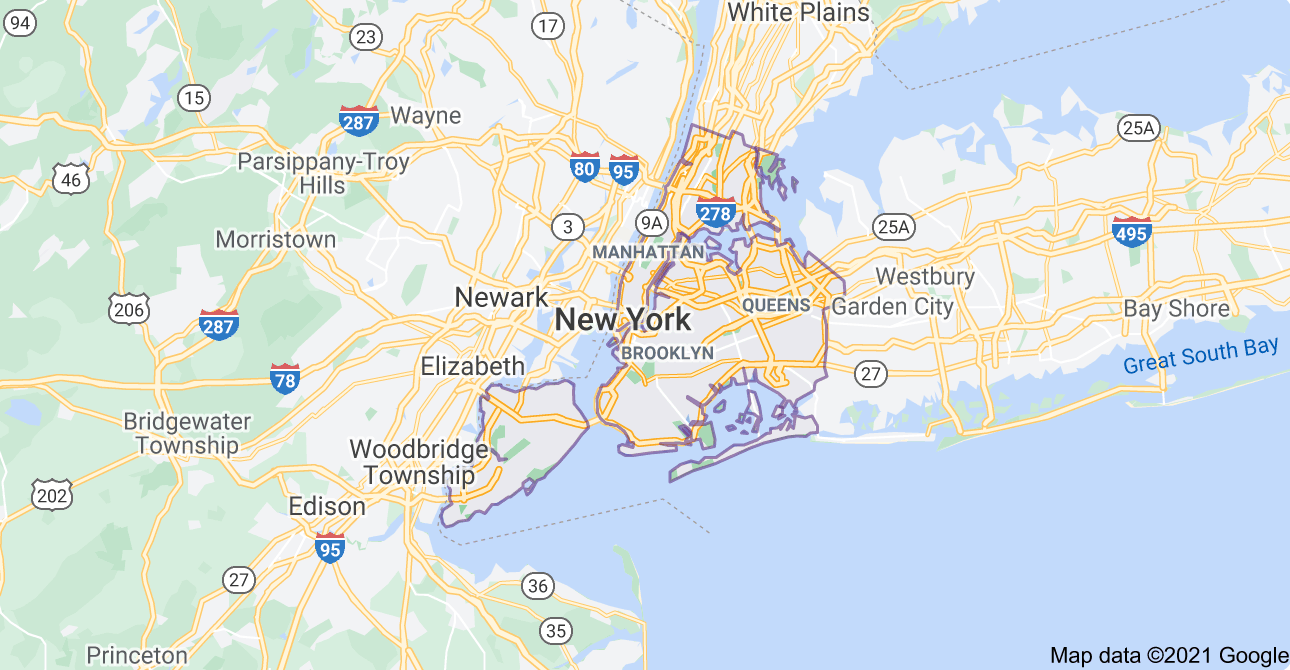 White Plains
94
17
23
15
287
Wayne
25A
Parsippany-Troy
Hills
80
95
46
278
9A
3
25A
495
Morristown
MANHATTAN
Westbury
Newark
QUEENS
Garden City
Bay Shore
206
287
New York
BROOKLYN
Great South Bay
Elizabeth
78
27
Bridgewater
Township
Woodbridge
Township
202
Edison
95
27
36
35
Princeton
Map data ©2021 Google